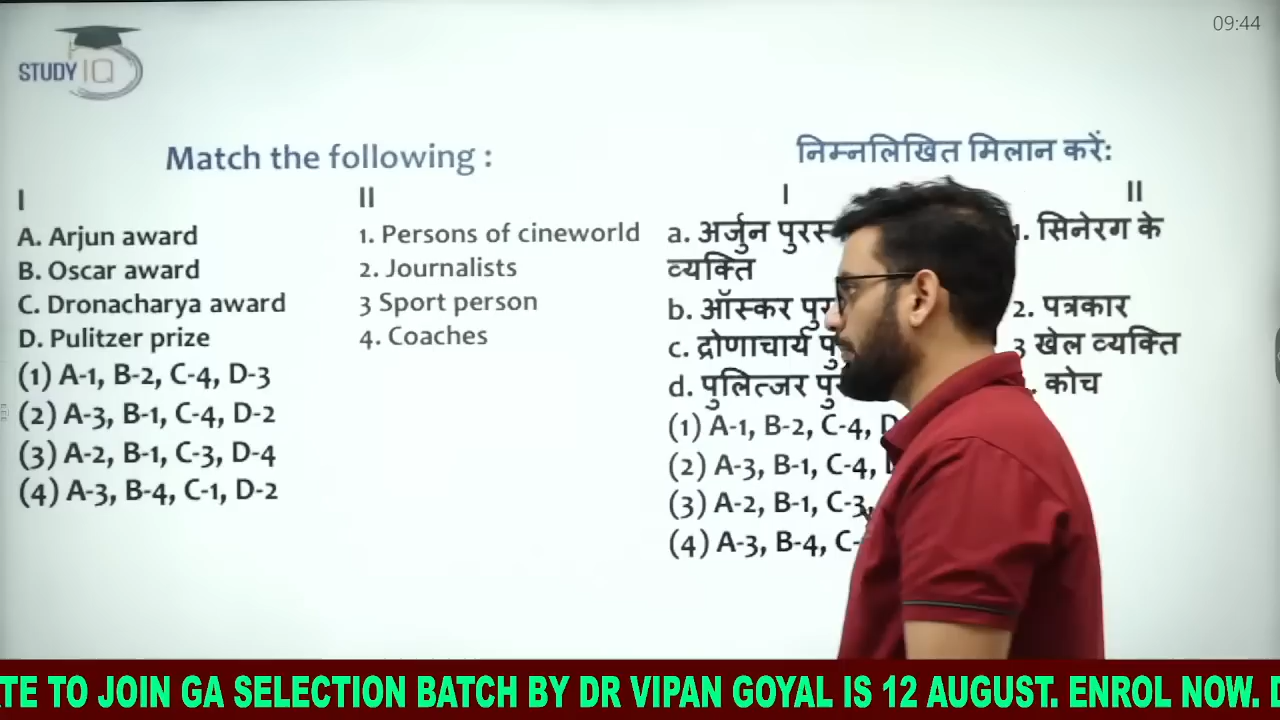 09:44
STUDY IQ
Match the following :
I II
A. Arjun award 1. Persons of cineworld
B. Oscar award 2. Journalists
C. Dronacharya award 3 Sport person
D. Pulitzer prize 4. Coaches
(1) A-1, B-2, C-4, D-3
(2) A-3, B-1, C-4, D-2
(3) A-2, B-1, C-3, D-4
(4) A-3, B-4, C-1, D-2
निम्नलिखित मिलान करें:
I II
a. अर्जुन 1. सिनेरग के
व्यक्ति
b. ऑस्कर 2. पत्रकार
c. द्रोणाचार्य 3 खेल व्यक्ति
d. पुलित्जर कोच
(1) A-1, B-2, C-4,
(2) A-3, B-1, C-4,
(3) A-2, B-1, C-3,
(4) A-3, B-4,
TO JOIN GA SELECTION BATCH BY DR VIPAN GOYAL IS 12 AUGUST. ENROL NOW.